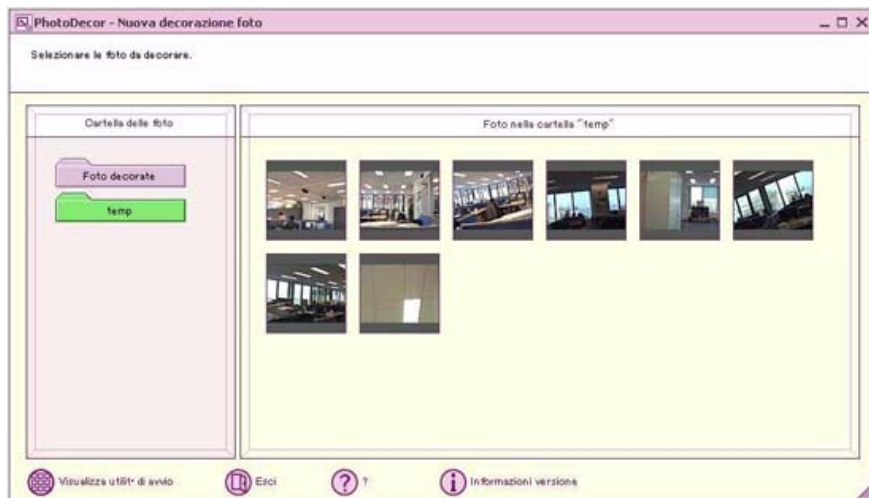 PhotoDecor - Nuova decorazione foto
Selezionare le foto da decorare.
Cartella delle foto
Foto nella cartella "temp"
Foto decorate
temp
Visualizza utilit• di avvio
Esci
?
Informazioni versione